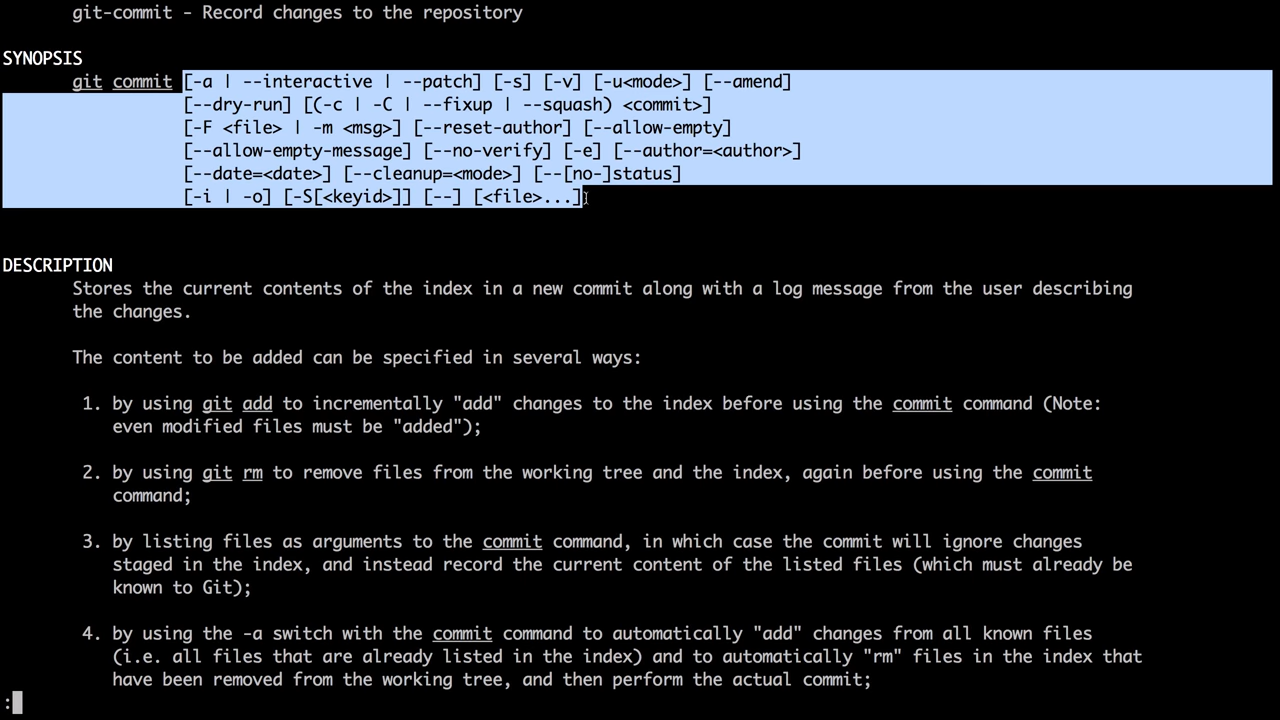 git-commit - Record changes to the repository
SYNOPSIS
git commit [-a | --interactive | --patch] [-s] [-v] [-u<mode>] [--amend]
[--dry-run] [(-c | -C | --fixup | --squash) <commit>]
[-F <file> | -m <msg>] [--reset-author] [--allow-empty]
[--allow-empty-message] [--no-verify] [-e] [--author=<author>]
[--date=<date>] [--cleanup=<mode>] [--[no-]status]
[-i | -o] [-S[<keyid>]] [--] [<file>...]
DESCRIPTION
Stores the current contents of the index in a new commit along with a log message from the user describing
the changes.
The content to be added can be specified in several ways:
1. by using git add to incrementally "add" changes to the index before using the commit command (Note:
even modified files must be "added");
2. by using git rm to remove files from the working tree and the index, again before using the commit
command;
3. by listing files as arguments to the commit command, in which case the commit will ignore changes
staged in the index, and instead record the current content of the listed files (which must already be
known to Git);
4. by using the -a switch with the commit command to automatically "add" changes from all known files
(i.e. all files that are already listed in the index) and to automatically "rm" files in the index that
have been removed from the working tree, and then perform the actual commit;
: